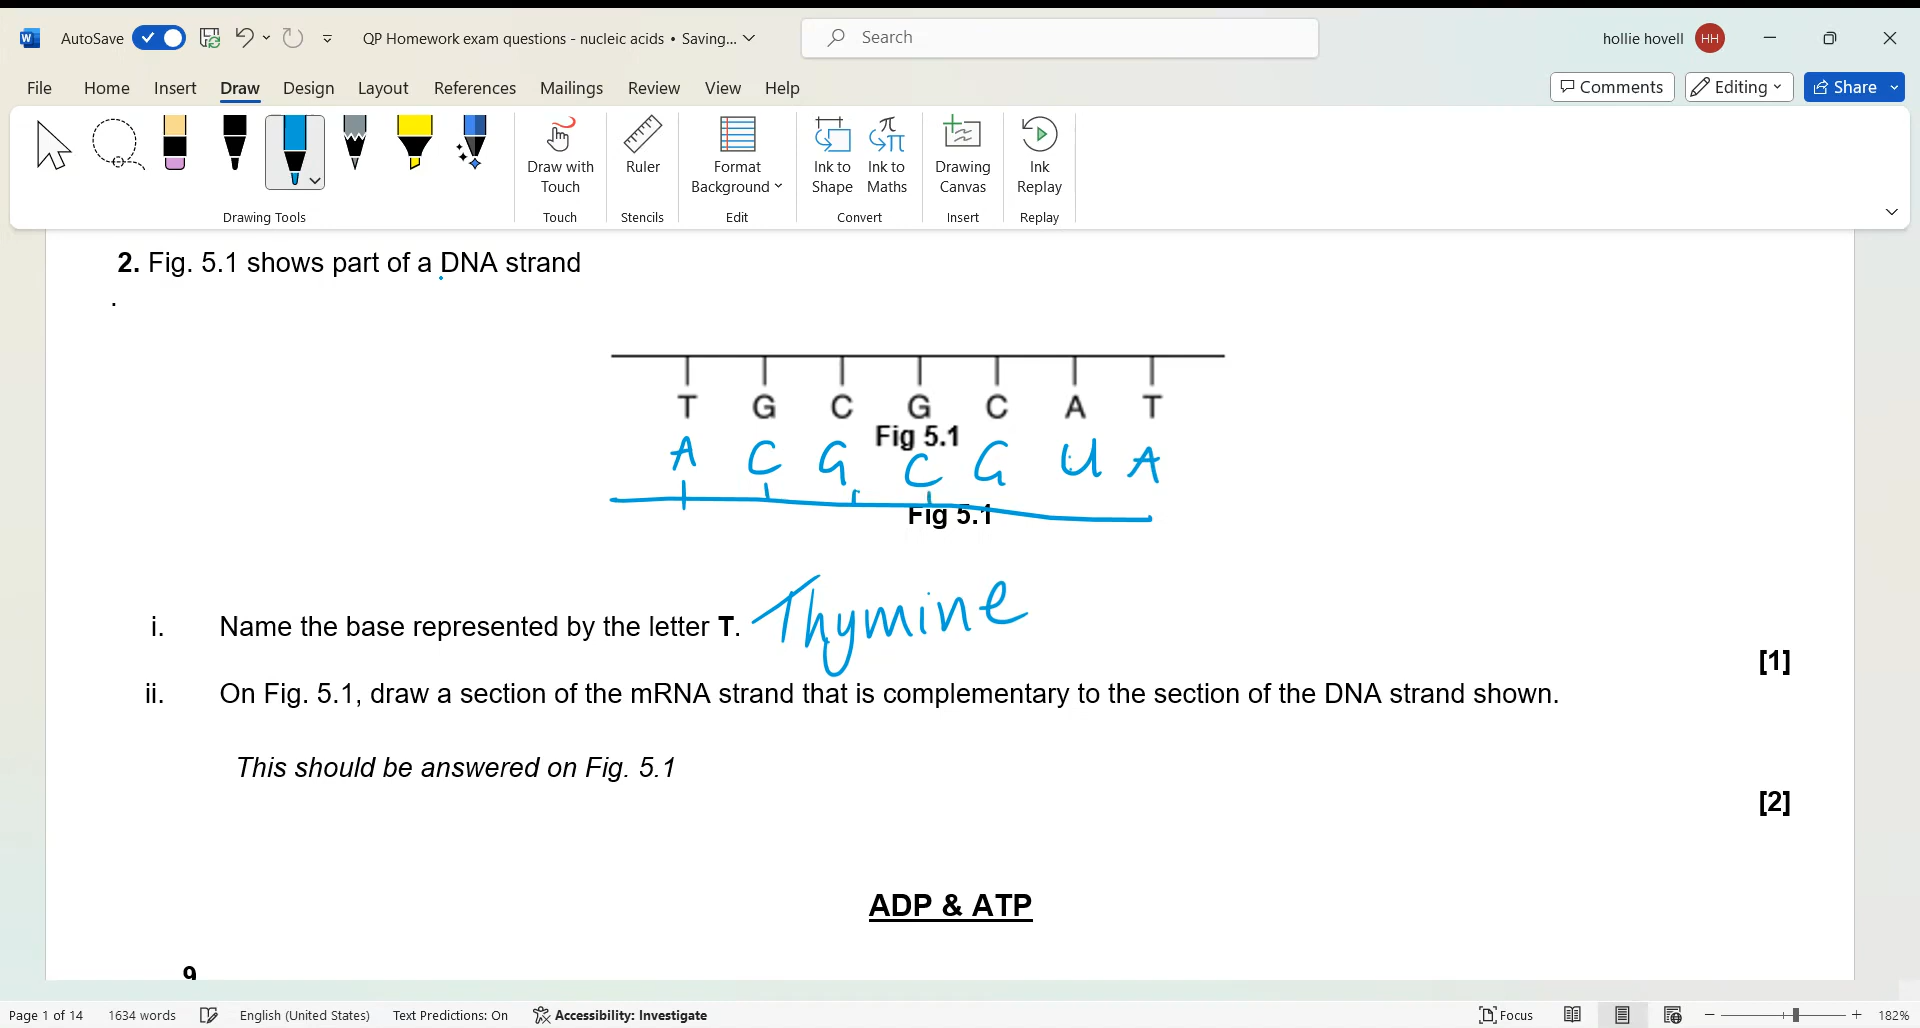 AutoSave QP Homework exam questions - nucleic acids • Saving... Search hollie hovell HH
File Home Insert Draw Design Layout References Mailings Review View Help Comments Editing Share
Draw with Touch Ruler Format Background Ink to Shape Ink to Maths Drawing Canvas Ink Replay
Drawing Tools Touch Stencils Edit Convert Insert Replay
2. Fig. 5.1 shows part of a DNA strand
.
T G C G C A T
Fig 5.1
A C G C G U A
Fig 5.1
i. Name the base represented by the letter T. Thymine
[1]
ii. On Fig. 5.1, draw a section of the mRNA strand that is complementary to the section of the DNA strand shown.
This should be answered on Fig. 5.1
[2]
ADP & ATP
9
Page 1 of 14 1634 words English (United States) Text Predictions: On Accessibility: Investigate Focus 182%